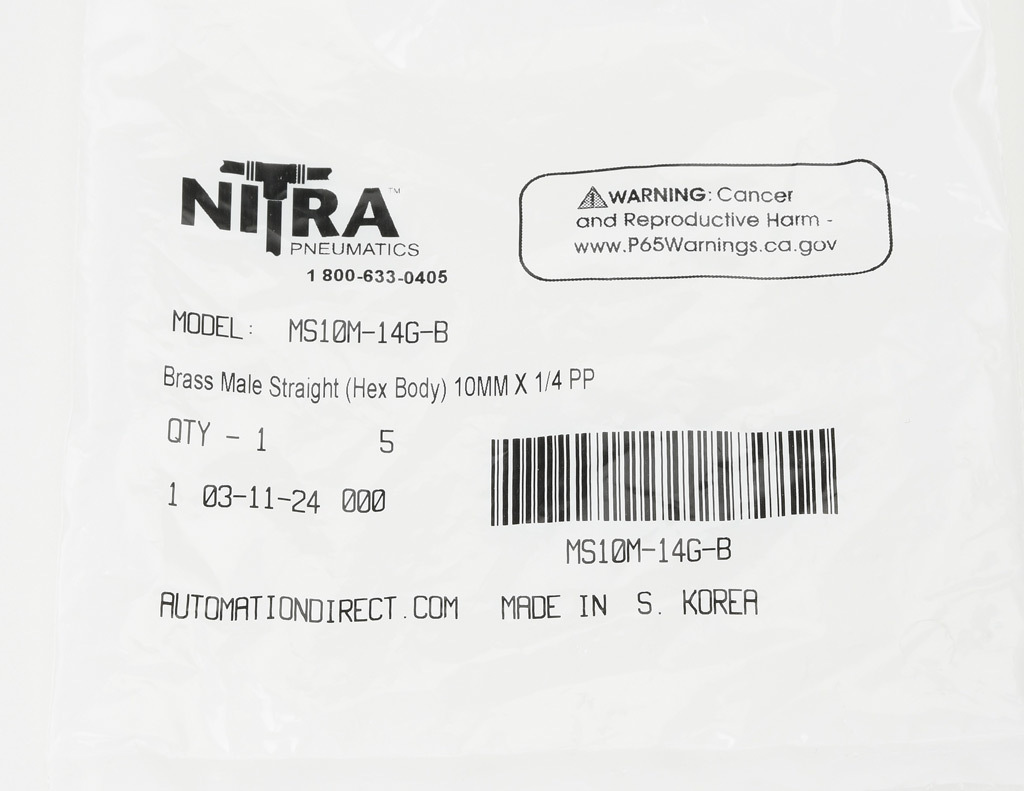 NITRA™
PNEUMATICS
1 800-633-0405
⚠WARNING: Cancer
and Reproductive Harm -
www.P65Warnings.ca.gov
MODEL: MS10M-14G-B
Brass Male Straight (Hex Body) 10MM X 1/4 PP
QTY - 1 5
1 03-11-24 000
MS10M-14G-B
AUTOMATIONDIRECT.COM MADE IN S. KOREA